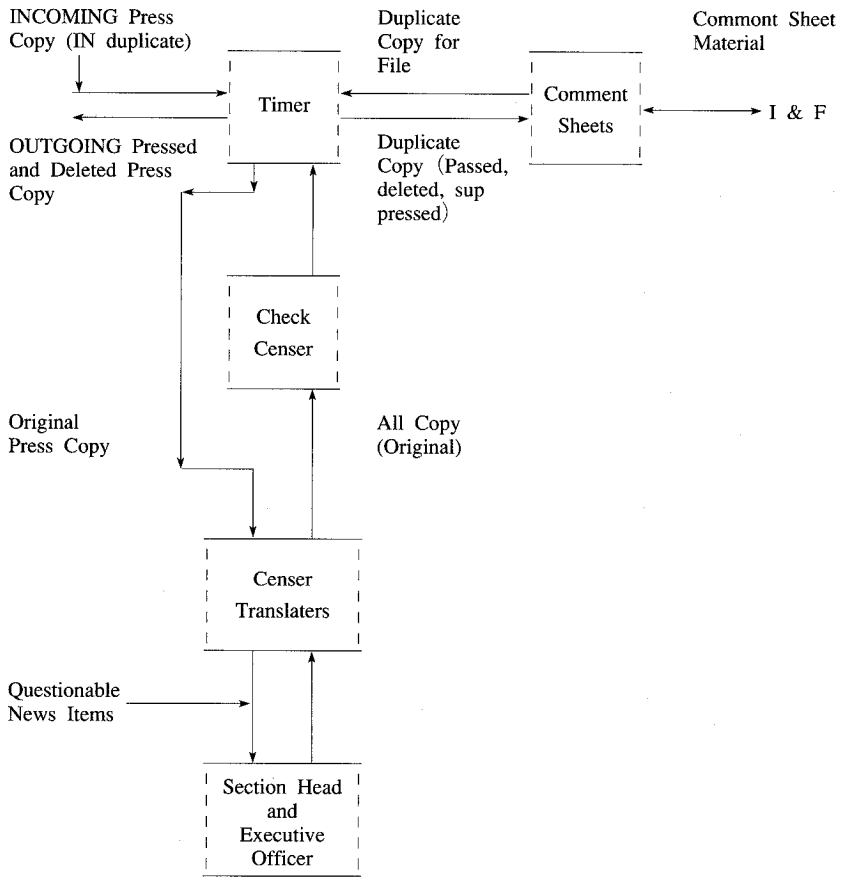 INCOMING Press
Copy (IN duplicate)
Duplicate
Copy for
File
Commont Sheet
Material
Timer
Comment
Sheets
I & F
OUTGOING Pressed
and Deleted Press
Copy
Duplicate
Copy (Passed,
deleted, sup
pressed)
Check
Censer
Original
Press Copy
All Copy
(Original)
Censer
Translaters
Questionable
News Items
Section Head
and
Executive
Officer